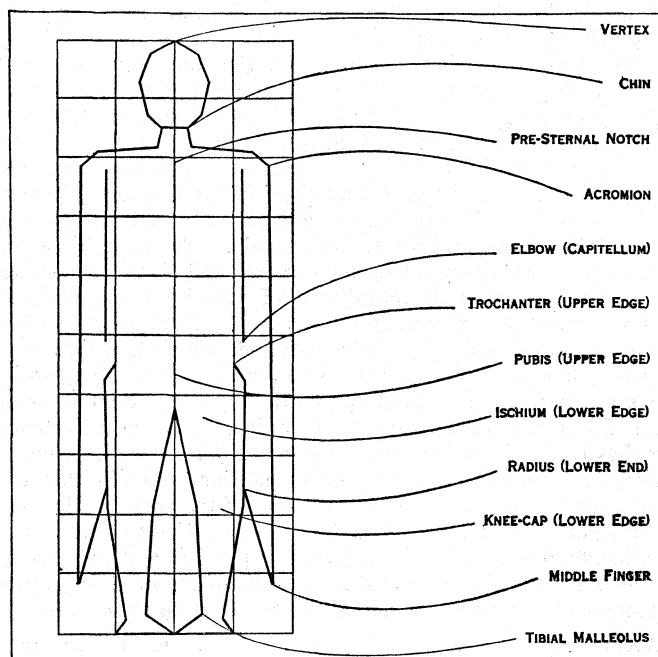 VERTEX
CHIN
PRE-STERNAL NOTCH
ACROMION
ELBOW (CAPITELLUM)
TROCHANTER (UPPER EDGE)
PUBIS (UPPER EDGE)
ISCHIUM (LOWER EDGE)
RADIUS (LOWER END)
KNEE-CAP (LOWER EDGE)
MIDDLE FINGER
TIBIAL MALLEOLUS